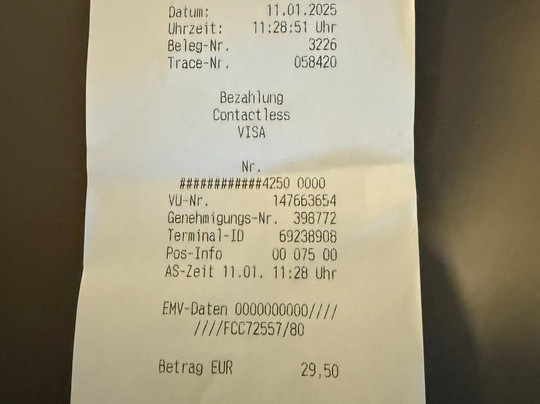 Datum: 11.01.2025
Uhrzeit: 11:28:51 Uhr
Beleg-Nr. 3226
Trace-Nr. 058420
Bezahlung
Contactless
VISA
Nr.
############4250 0000
VU-Nr. 147663654
Genehmigungs-Nr. 398772
Terminal-ID 69238908
Pos-Info 00 075 00
AS-Zeit 11.01. 11:28 Uhr
EMV-Daten 0000000000////
////FCC72557/80
Betrag EUR 29,50